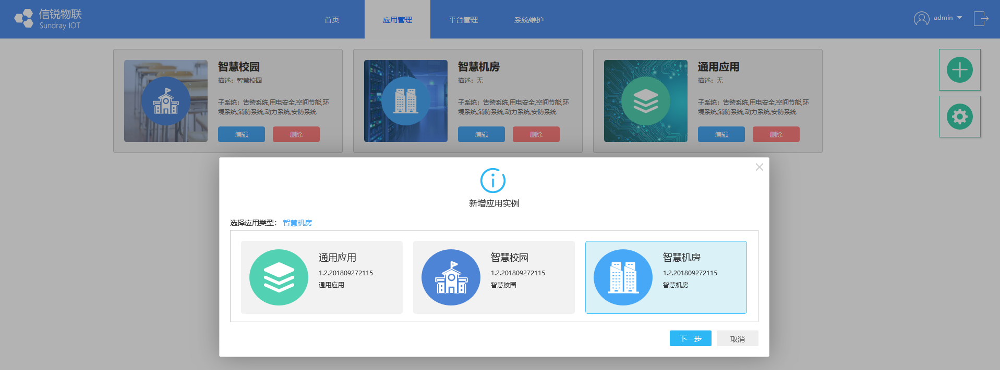 信锐物联
Sundray IOT
首页
应用管理
平台管理
系统维护
admin
智慧校园
描述：智慧校园
子系统：告警系统,用电安全,空间节能,环
境系统,消防系统,动力系统,安防系统
编辑
删除
智慧机房
描述：无
子系统：告警系统,用电安全,空间节能,环
境系统,消防系统,动力系统,安防系统
编辑
删除
通用应用
描述：无
子系统：告警系统,用电安全,空间节能,环
境系统,消防系统,动力系统,安防系统
编辑
删除
新增应用实例
选择应用类型： 智慧机房
通用应用
1.2.201809272115
通用应用
智慧校园
1.2.201809272115
智慧校园
智慧机房
1.2.201809272115
智慧机房
下一步
取消